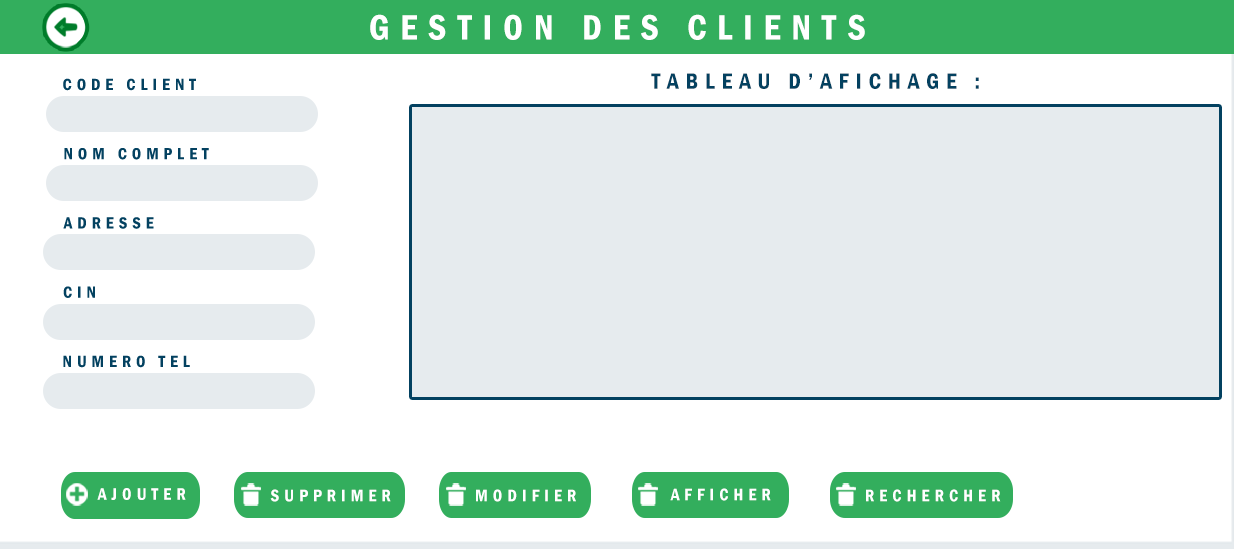 GESTION DES CLIENTS
CODE CLIENT
NOM COMPLET
ADRESSE
CIN
NUMERO TEL
TABLEAU D'AFICHAGE :
AJOUTER
SUPPRIMER
MODIFIER
AFFICHER
RECHERCHER